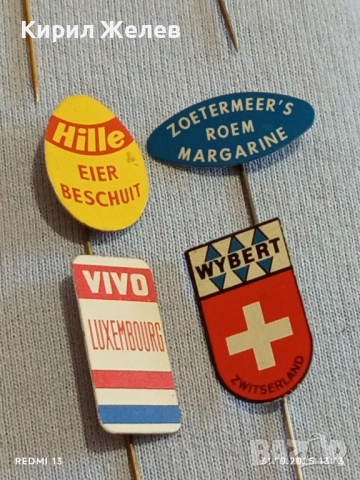 Кирил Желев
Hille
EIER
BESCHUIT
ZOETERMEER'S
ROEM
MARGARINE
VIVO
LUXEMBOURG
WYBERT
ZWITSERLAND
REDMI 13